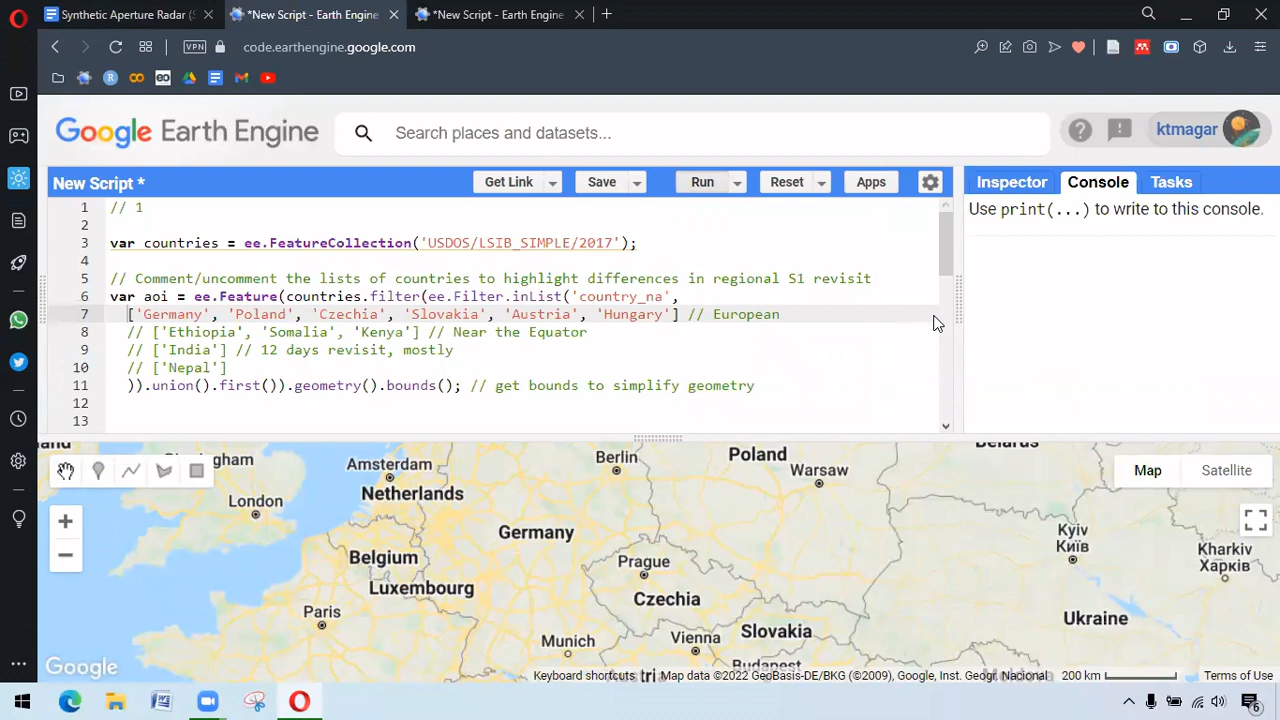 Synthetic Aperture Radar (S
*New Script - Earth Engine
*New Script - Earth Engine
VPN
code.earthengine.google.com
Google Earth Engine
Search places and datasets...
ktmagar
New Script *
Get Link
Save
Run
Reset
Apps
Inspector
Console
Tasks
Use print(...) to write to this console.
1 // 1
2
3 var countries = ee.FeatureCollection('USDOS/LSIB_SIMPLE/2017');
4
5 // Comment/uncomment the lists of countries to highlight differences in regional S1 revisit
6 var aoi = ee.Feature(countries.filter(ee.Filter.inList('country_na',
7 ['Germany', 'Poland', 'Czechia', 'Slovakia', 'Austria', 'Hungary'] // European
8 // ['Ethiopia', 'Somalia', 'Kenya'] // Near the Equator
9 // ['India'] // 12 days revisit, mostly
10 // ['Nepal']
11 )).union().first()).geometry().bounds(); // get bounds to simplify geometry
12
13
Belarus
Berlin
Poland
Warsaw
Amsterdam
Netherlands
London
Germany
Map
Satellite
Kyiv
Київ
Kharkiv
Харків
Belgium
Prague
Luxembourg
Czechia
Paris
Ukraine
Munich
Vienna
Slovakia
Budapest
Google
Keyboard shortcuts
Map data ©2022 GeoBasis-DE/BKG (©2009), Google, Inst. Geogr. Nacional
200 km
Terms of Use
6